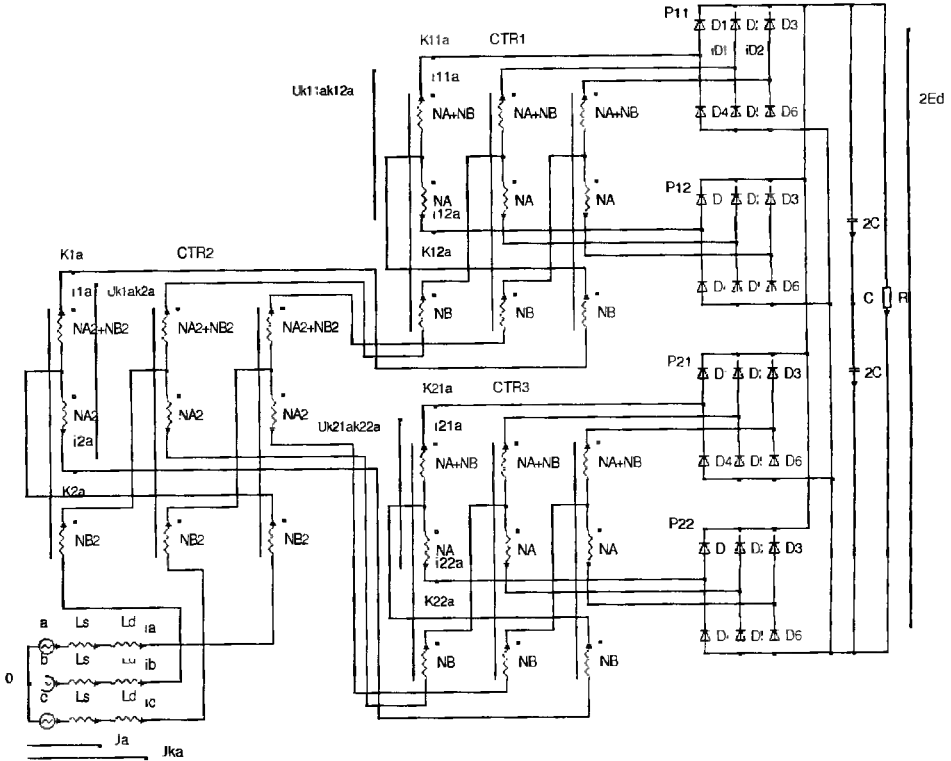 P11
D1 D3
K11a CTR1
iD1 iD2
i11a
Uk11ak12a
2Ed
NA+NB NA+NB NA+NB
D4 D6
P12
NA NA NA
D D3
i12a
2C
K12a
K1a CTR2
i1a Uk1ak2a
D6
C R
NB NB NB
NA2+NB2 NA2+NB2 NA2+NB2
P21
D D3
2C
K21a CTR3
NA2 NA2 NA2
i2a
Uk21ak22a
i21a
NA+NB NA+NB NA+NB
D4 D6
K2a
P22
NB2 NB2 NB2
NA NA NA
D D3
i22a
K22a
a Ls Ld ia
D6
b Ls ib
NB NB NB
0
c Ls Ld ic
Ja
Jka